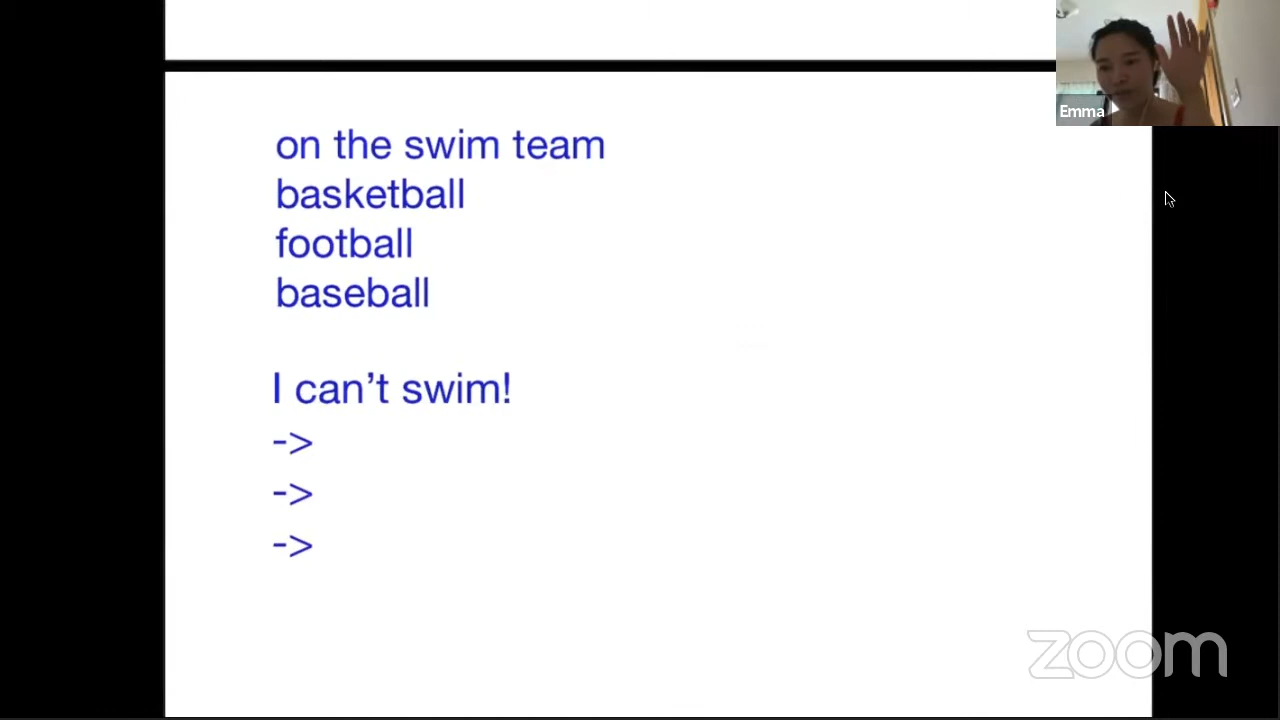 Emma
on the swim team
basketball
football
baseball
I can't swim!
->
->
->
zoom